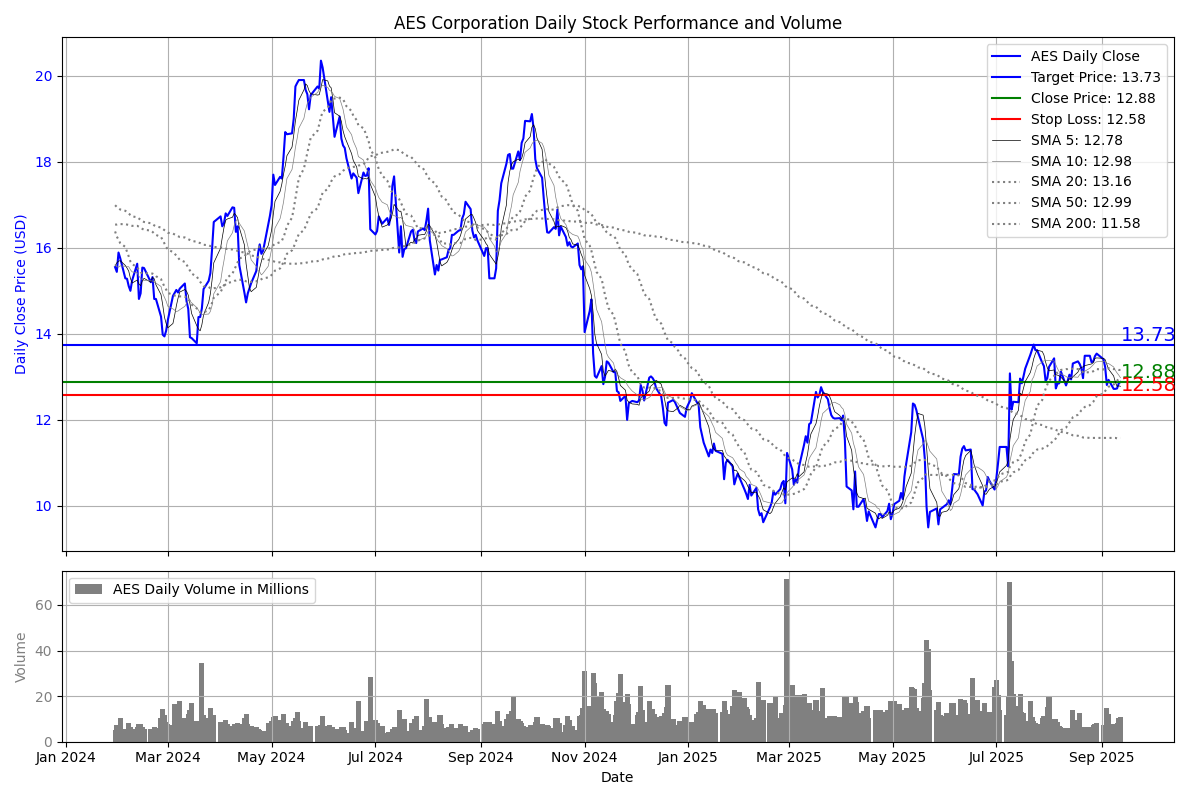 AES Corporation Daily Stock Performance and Volume
Daily Close Price (USD)
20
18
16
14
12
10
AES Daily Close
Target Price: 13.73
Close Price: 12.88
Stop Loss: 12.58
SMA 5: 12.78
SMA 10: 12.98
SMA 20: 13.16
SMA 50: 12.99
SMA 200: 11.58
13.73
12.88
12.58
AES Daily Volume in Millions
Volume
60
40
20
0
Jan 2024 Mar 2024 May 2024 Jul 2024 Sep 2024 Nov 2024 Jan 2025 Mar 2025 May 2025 Jul 2025 Sep 2025
Date